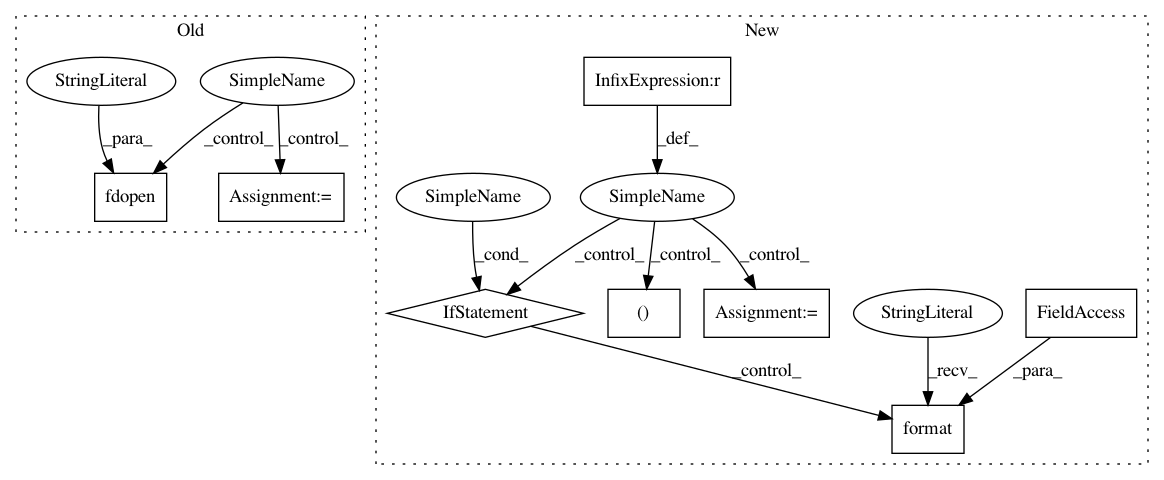 Old
New
StringLiteral
SimpleName
InfixExpression:r
_para_
_control_
_control_
_def_
fdopen
Assignment:=
SimpleName
SimpleName
_cond_
_control_
_control_
_control_
IfStatement
()
Assignment:=
StringLiteral
FieldAccess
_control_
_recv_
_para_
format